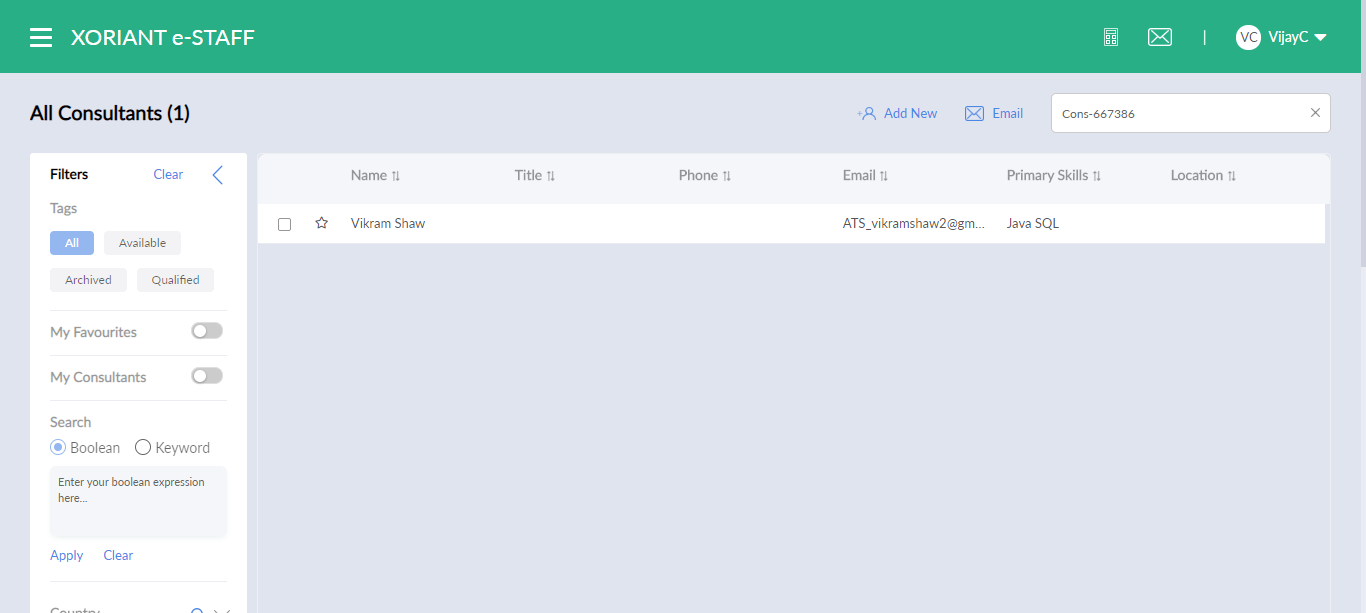 XORIANT e-STAFF
VC VijayC
All Consultants (1)
Add New
Email
Cons-667386
Filters
Clear
Tags
All
Available
Archived
Qualified
My Favourites
My Consultants
Search
Boolean
Keyword
Enter your boolean expression
here...
Apply
Clear
Country
Name
Title
Phone
Email
Primary Skills
Location
Vikram Shaw
ATS_vikramshaw2@gm...
Java SQL